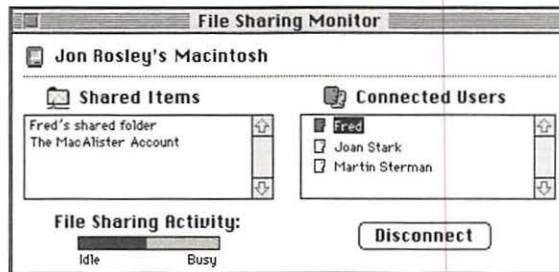 File Sharing Monitor
Jon Rosley's Macintosh
Shared Items
Fred's shared folder
The MacAlister Account
Connected Users
Fred
Joan Stark
Martin Sterman
File Sharing Activity:
Idle Busy
Disconnect